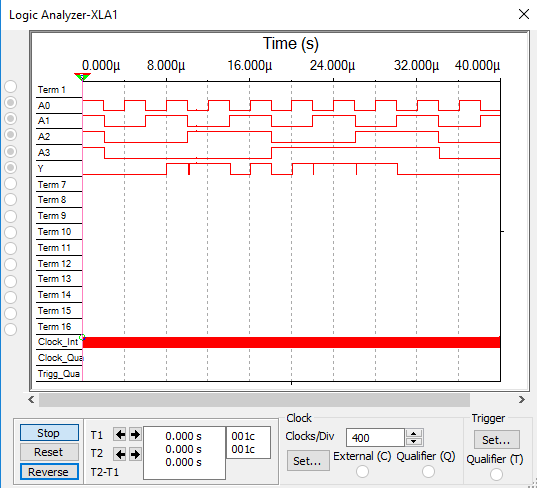 Logic Analyzer-XLA1
Time (s)
0.000µ 8.000µ 16.000µ 24.000µ 32.000µ 40.000µ
Term 1
A0
A1
A2
A3
Y
Term 7
Term 8
Term 9
Term 10
Term 11
Term 12
Term 13
Term 14
Term 15
Term 16
Clock_Int
Clock_Qua
Trigg_Qua
Stop
Reset
Reverse
T1
T2
T2-T1
0.000 s
0.000 s
0.000 s
001c
001c
Clock
Clocks/Div 400
Set... External (C) Qualifier (Q)
Trigger
Set...
Qualifier (T)